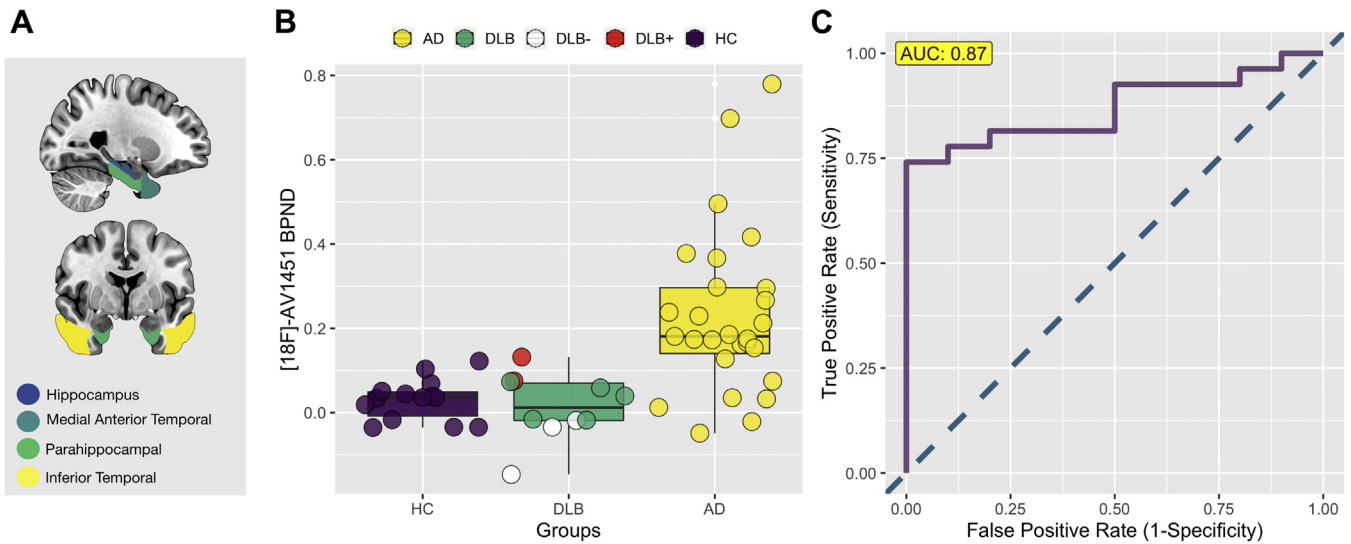 A
Hippocampus
Medial Anterior Temporal
Parahippocampal
Inferior Temporal
B
AD DLB DLB- DLB+ HC
[18F]-AV1451 BPND
0.8
0.6
0.4
0.2
0.0
HC DLB AD
Groups
C
AUC: 0.87
True Positive Rate (Sensitivity)
1.00
0.75
0.50
0.25
0.00
0.00 0.25 0.50 0.75 1.00
False Positive Rate (1-Specificity)